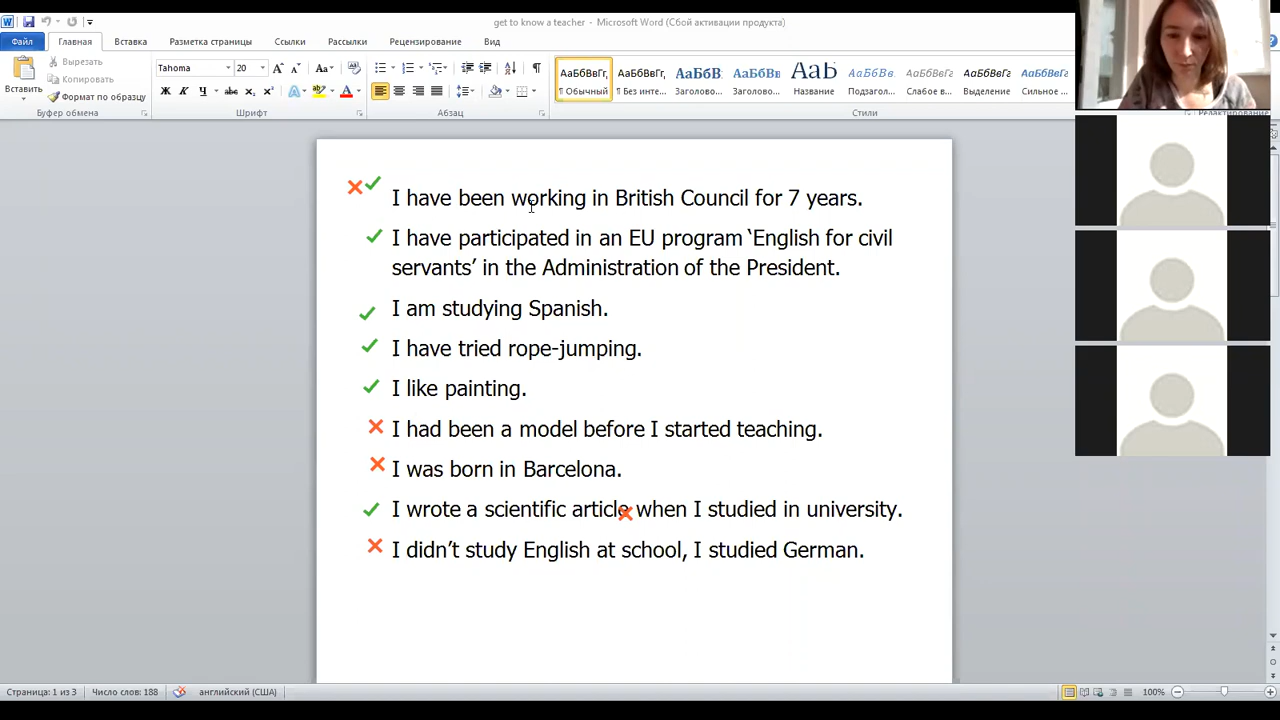 get to know a teacher - Microsoft Word (Сбой активации продукта)
Файл Главная Вставка Разметка страницы Ссылки Рассылки Рецензирование Вид
Вставить
Вырезать
Копировать
Формат по образцу
Буфер обмена
Tahoma 20
Ж К Ч abc x₂ x²
Шрифт
Абзац
АаБбВвГг, АаБбВвГг, АаБбВ АаБбВв АаЬ АаБбВв АаБбВвГг АаБбВвГг АаБбВвГг
¶ Обычный ¶ Без инте... Заголово... Заголово... Название Подзагол... Слабое в... Выделение Сильное ...
Стили
Редактирование
I have been working in British Council for 7 years.
I have participated in an EU program ‘English for civil
servants’ in the Administration of the President.
I am studying Spanish.
I have tried rope-jumping.
I like painting.
I had been a model before I started teaching.
I was born in Barcelona.
I wrote a scientific article when I studied in university.
I didn’t study English at school, I studied German.
Страница: 1 из 3 Число слов: 188 английский (США) 100%